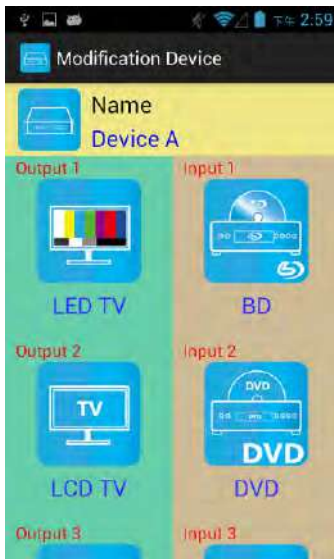 下午 2:59
Modification Device
Name
Device A
Output 1
Input 1
LED TV
BD
Output 2
Input 2
TV
DVD
DVD
LCD TV
DVD
Output 3
Input 3